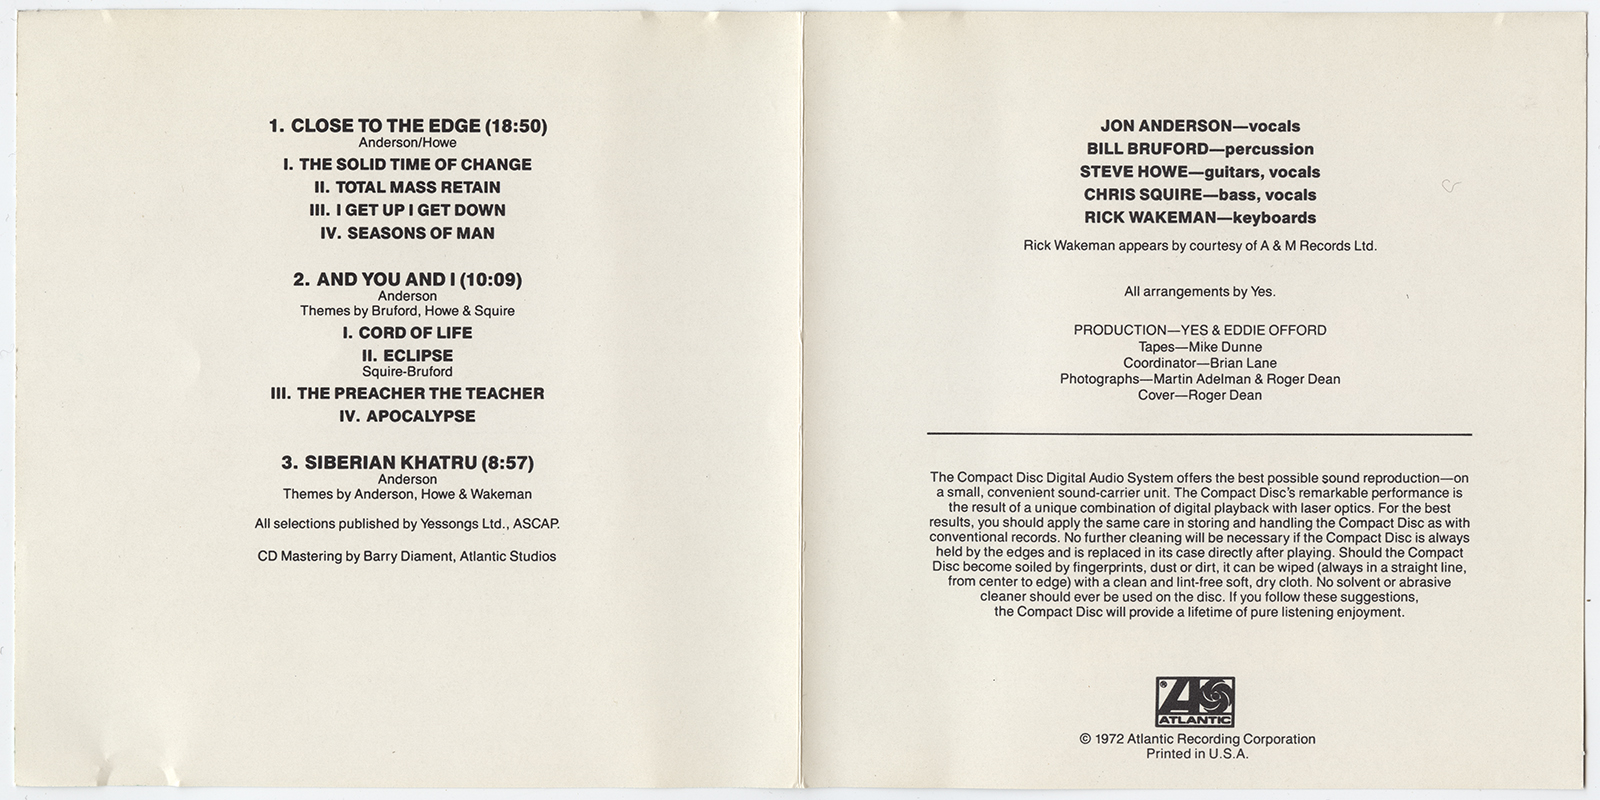 1. CLOSE TO THE EDGE (18:50)
Anderson/Howe
I. THE SOLID TIME OF CHANGE
II. TOTAL MASS RETAIN
III. I GET UP I GET DOWN
IV. SEASONS OF MAN
2. AND YOU AND I (10:09)
Anderson
Themes by Bruford, Howe & Squire
I. CORD OF LIFE
II. ECLIPSE
Squire-Bruford
III. THE PREACHER THE TEACHER
IV. APOCALYPSE
3. SIBERIAN KHATRU (8:57)
Anderson
Themes by Anderson, Howe & Wakeman
All selections published by Yessongs Ltd., ASCAP.
CD Mastering by Barry Diament, Atlantic Studios
JON ANDERSON—vocals
BILL BRUFORD—percussion
STEVE HOWE—guitars, vocals
CHRIS SQUIRE—bass, vocals
RICK WAKEMAN—keyboards
Rick Wakeman appears by courtesy of A & M Records Ltd.
All arrangements by Yes.
PRODUCTION—YES & EDDIE OFFORD
Tapes—Mike Dunne
Coordinator—Brian Lane
Photographs—Martin Adelman & Roger Dean
Cover—Roger Dean
The Compact Disc Digital Audio System offers the best possible sound reproduction—on
a small, convenient sound-carrier unit. The Compact Disc's remarkable performance is
the result of a unique combination of digital playback with laser optics. For the best
results, you should apply the same care in storing and handling the Compact Disc as with
conventional records. No further cleaning will be necessary if the Compact Disc is always
held by the edges and is replaced in its case directly after playing. Should the Compact
Disc become soiled by fingerprints, dust or dirt, it can be wiped (always in a straight line,
from center to edge) with a clean and lint-free soft, dry cloth. No solvent or abrasive
cleaner should ever be used on the disc. If you follow these suggestions,
the Compact Disc will provide a lifetime of pure listening enjoyment.
ATLANTIC
© 1972 Atlantic Recording Corporation
Printed in U.S.A.